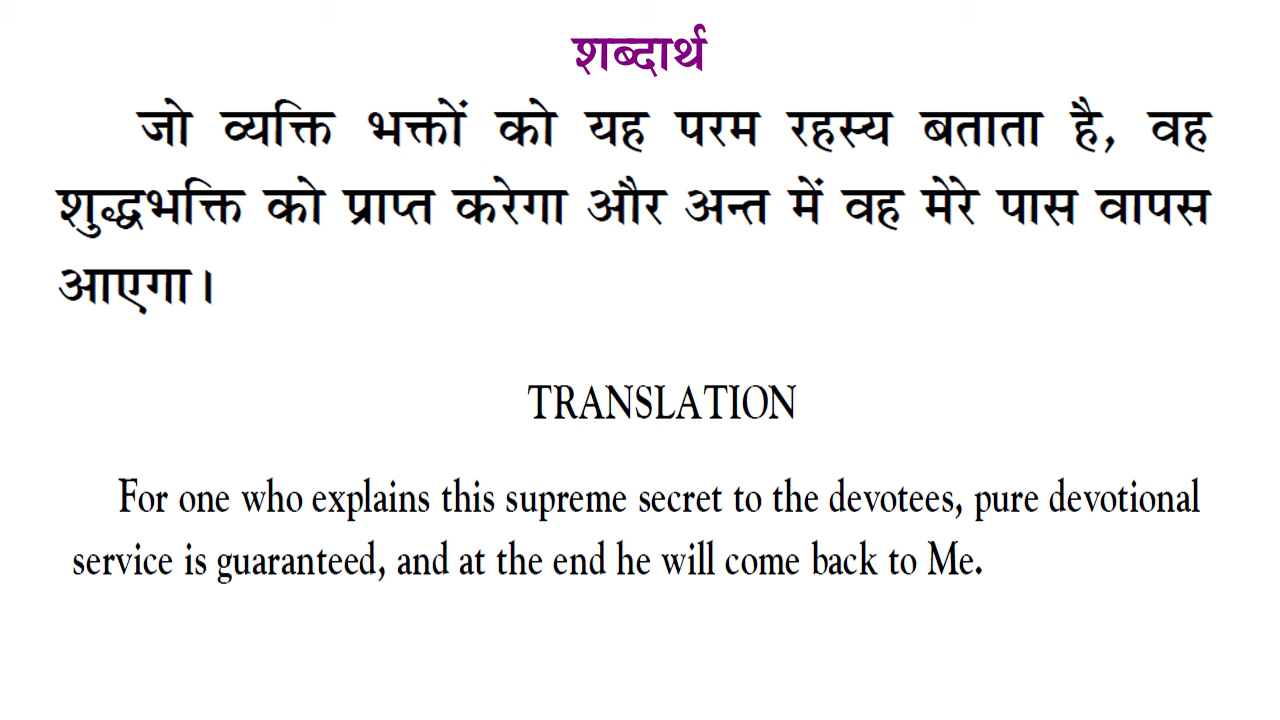 शब्दार्थ
जो व्यक्ति भक्तों को यह परम रहस्य बताता है, वह
शुद्धभक्ति को प्राप्त करेगा और अन्त में वह मेरे पास वापस
आएगा।
TRANSLATION
For one who explains this supreme secret to the devotees, pure devotional
service is guaranteed, and at the end he will come back to Me.